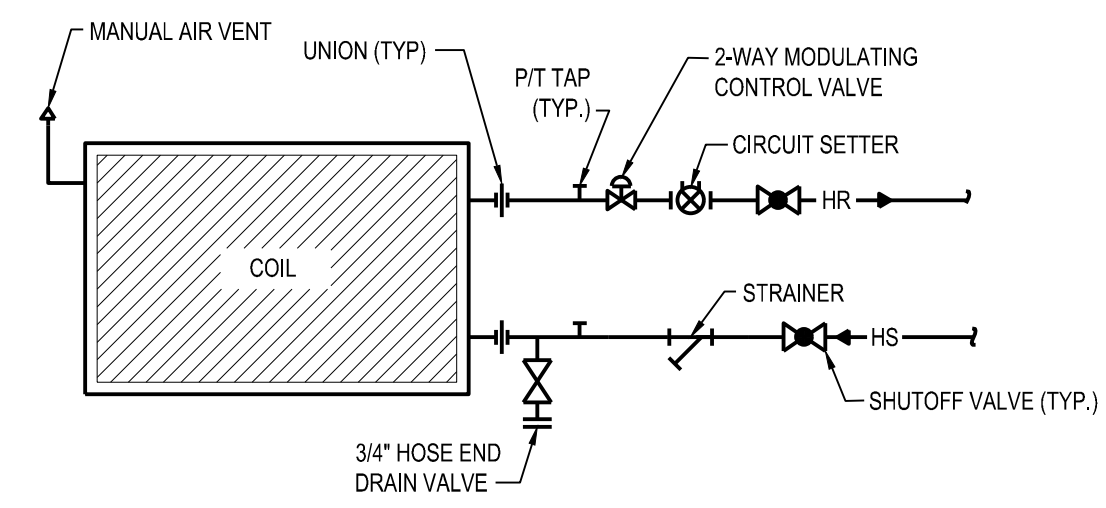 MANUAL AIR VENT
UNION (TYP)
P/T TAP
(TYP.)
2-WAY MODULATING
CONTROL VALVE
CIRCUIT SETTER
HR
COIL
STRAINER
HS
SHUTOFF VALVE (TYP.)
3/4" HOSE END
DRAIN VALVE